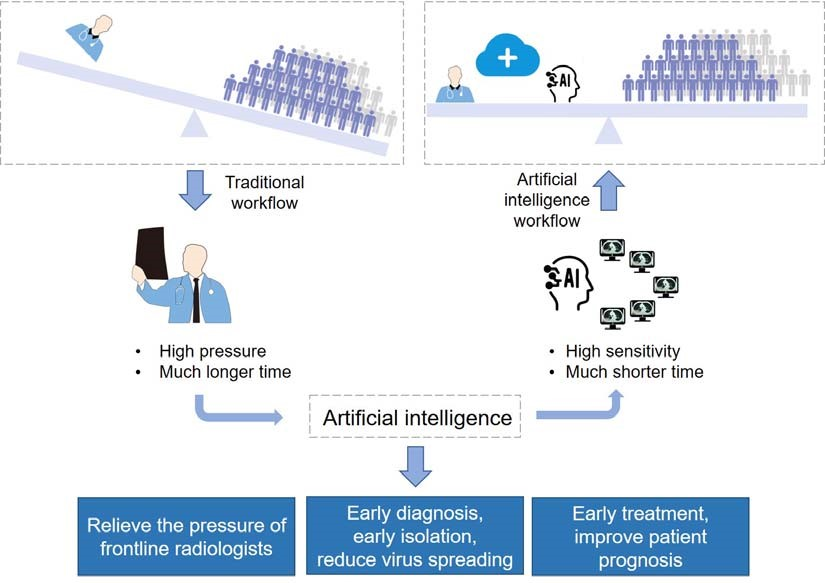 AI
Traditional
workflow
Artificial
intelligence
workflow
AI
• High pressure
• Much longer time
• High sensitivity
• Much shorter time
Artificial intelligence
Relieve the pressure of
frontline radiologists
Early diagnosis,
early isolation,
reduce virus spreading
Early treatment,
improve patient
prognosis